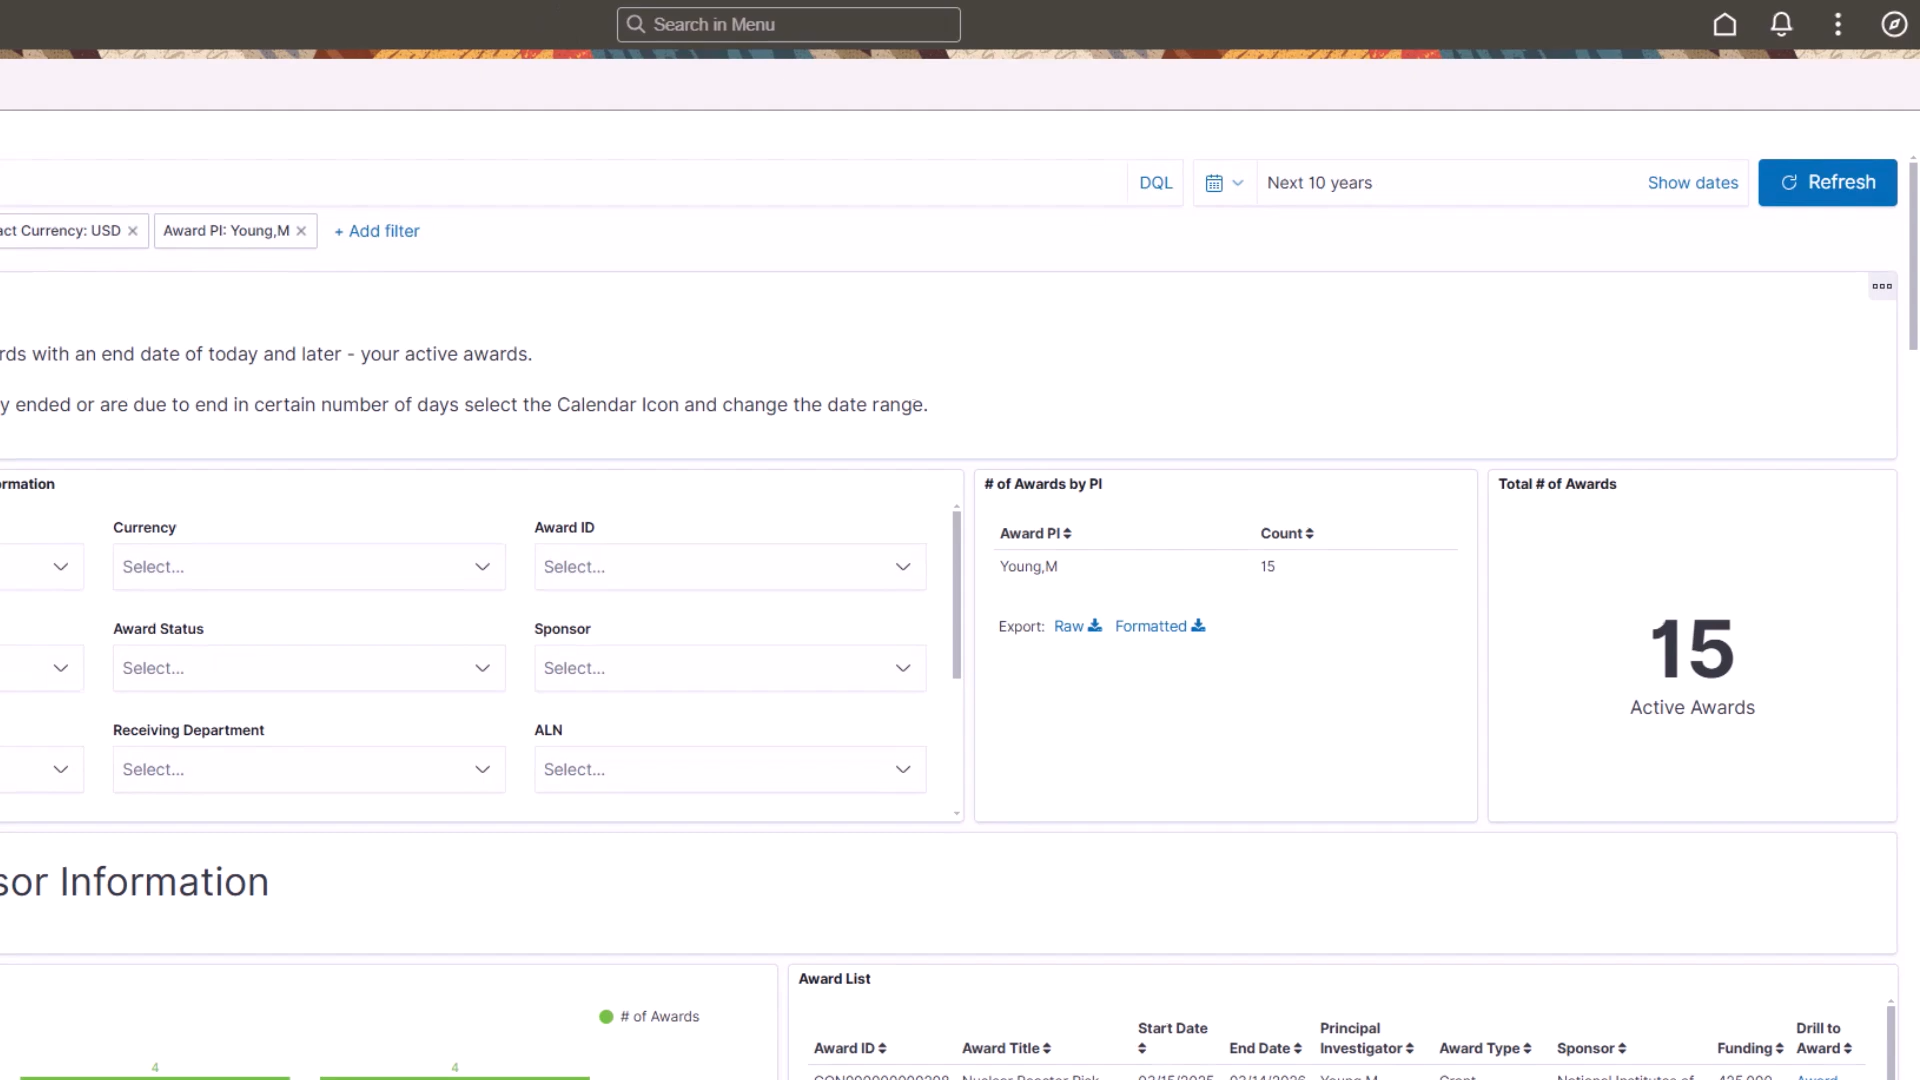 Search in Menu
DQL
Next 10 years
Show dates
Refresh
act Currency: USD
Award PI: Young,M
+ Add filter
rds with an end date of today and later - your active awards.
y ended or are due to end in certain number of days select the Calendar Icon and change the date range.
ormation
Currency
Award ID
Select...
Select...
Award Status
Sponsor
Select...
Select...
Receiving Department
ALN
Select...
Select...
# of Awards by PI
Award PI
Count
Young,M
15
Export: Raw Formatted
Total # of Awards
15
Active Awards
sor Information
# of Awards
4
4
Award List
Award ID
Award Title
Start Date
End Date
Principal Investigator
Award Type
Sponsor
Funding
Drill to Award
CON000000000208 Nuclear Reactor Risk 03/15/2025 03/14/2026 Young,M Grant National Institutes of 425,000 Award